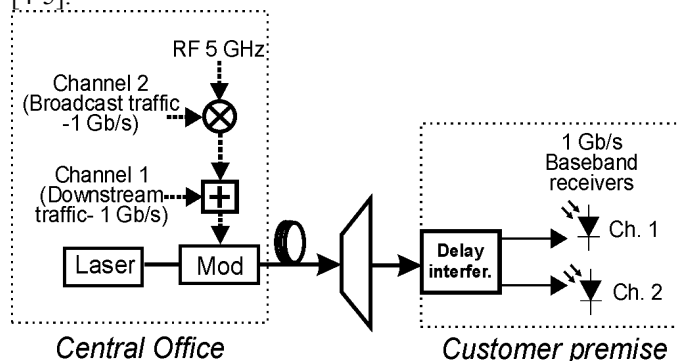 RF 5 GHz
Channel 2
(Broadcast traffic
-1 Gb/s)
Channel 1
(Downstream
traffic- 1 Gb/s)
Laser
Mod
Central Office
Delay
interfer.
1 Gb/s
Baseband
receivers
Ch. 1
Ch. 2
Customer premise